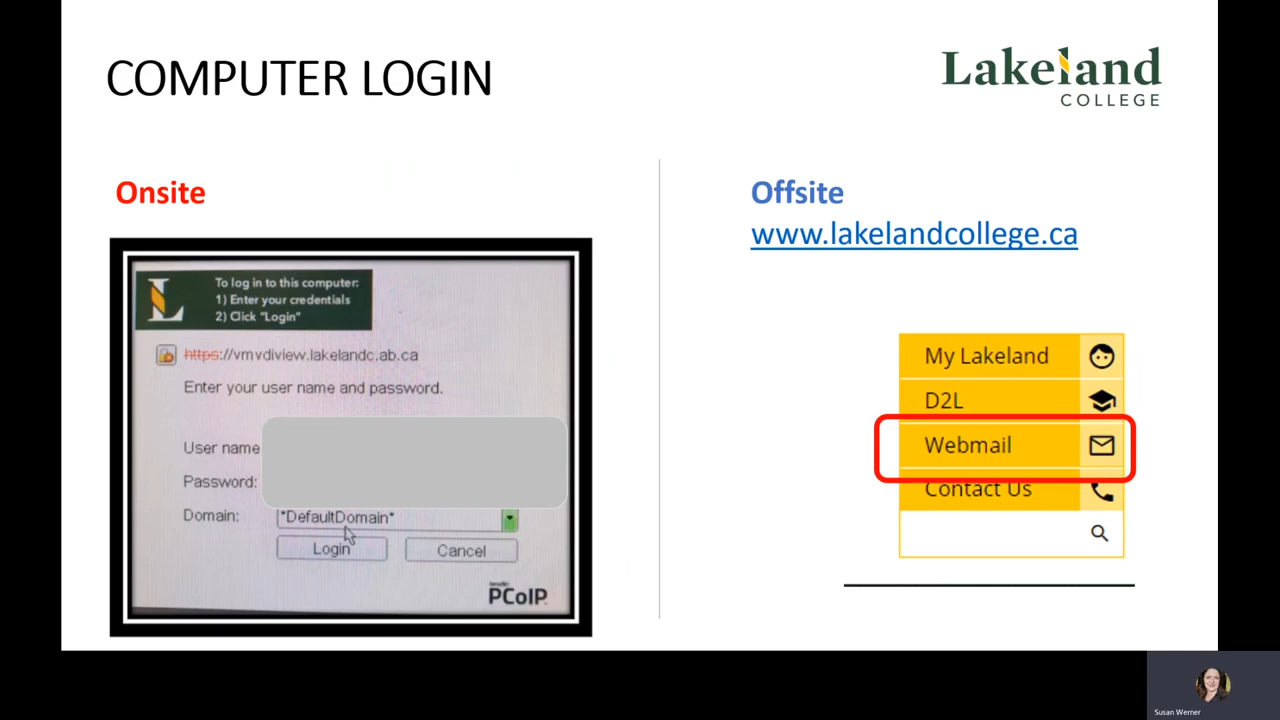 COMPUTER LOGIN
Lakeland
COLLEGE
Onsite
To log in to this computer:
1) Enter your credentials
2) Click "Login"
https://vmvdiview.lakelandc.ab.ca
Enter your user name and password.
User name
Password:
Domain: *DefaultDomain*
Login Cancel
PCoIP
Offsite
www.lakelandcollege.ca
My Lakeland
D2L
Webmail
Contact Us
Susan Werner